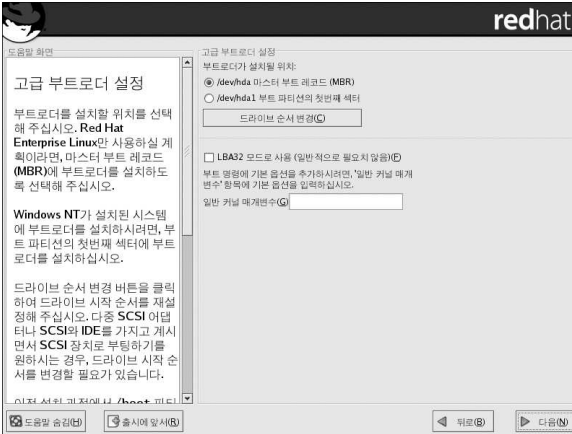 redhat
도움말 화면
고급 부트로더 설정
부트로더를 설치할 위치를 선택
해 주십시오. Red Hat
Enterprise Linux만 사용하실 계
획이라면, 마스터 부트 레코드
(MBR)에 부트로더를 설치하도
록 선택해 주십시오.
Windows NT가 설치된 시스템
에 부트로더를 설치하시려면, 부
트 파티션의 첫번째 섹터에 부트
로더를 설치하십시오.
드라이브 순서 변경 버튼을 클릭
하여 드라이브 시작 순서를 재설
정해 주십시오. 다중 SCSI 어댑
터나 SCSI와 IDE를 가지고 계시
면서 SCSI 장치로 부팅하기를
원하시는 경우, 드라이브 시작 순
서를 변경할 필요가 있습니다.
이전 설치 과정에서 /boot 파티
고급 부트로더 설정
부트로더가 설치될 위치:
/dev/hda 마스터 부트 레코드 (MBR)
/dev/hda1 부트 파티션의 첫번째 섹터
드라이브 순서 변경(C)
LBA32 모드로 사용 (일반적으로 필요치 않음)(F)
부트 명령에 기본 옵션을 추가하시려면, '일반 커널 매개
변수' 항목에 기본 옵션을 입력하십시오.
일반 커널 매개변수(G)
도움말 숨김(H)
출시에 앞서(R)
뒤로(B)
다음(N)